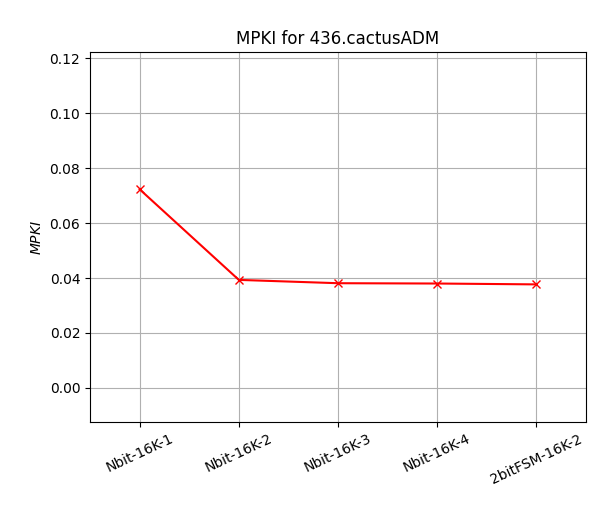 MPKI for 436.cactusADM
0.12
0.10
0.08
0.06
0.04
0.02
0.00
MPKI
Nbit-16K-1
Nbit-16K-2
Nbit-16K-3
Nbit-16K-4
2bitFSM-16K-2